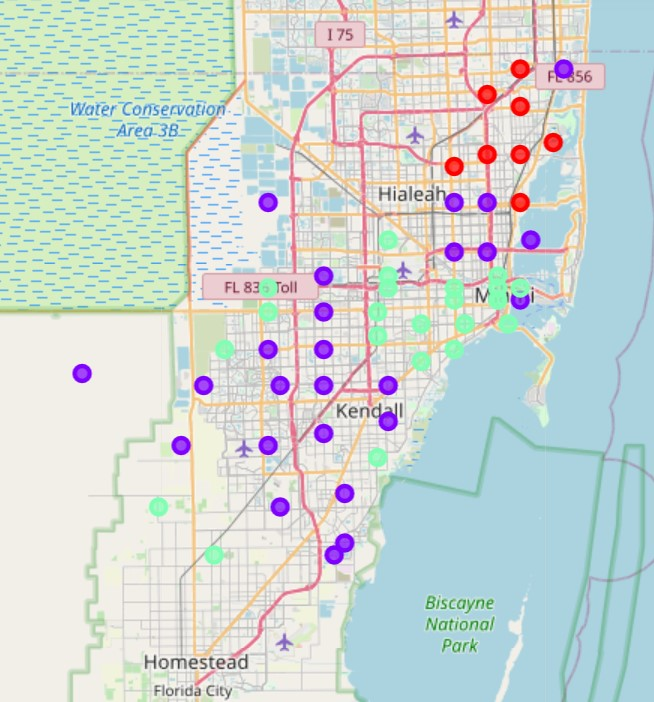 I 75
FL 856
Water Conservation
Area 3B
Hialeah
FL 836 Toll
Miami
Kendall
Biscayne
National
Park
Homestead
Florida City